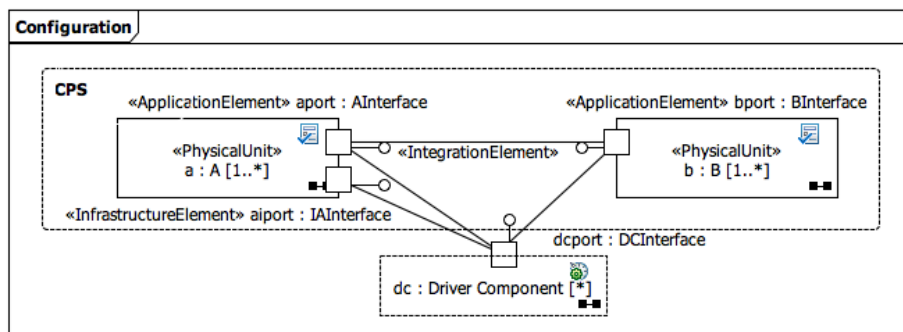 Configuration
CPS
«ApplicationElement» aport : AInterface
«ApplicationElement» bport : BInterface
«PhysicalUnit»
a : A [1..*]
«IntegrationElement»
«PhysicalUnit»
b : B [1..*]
«InfrastructureElement» aiport : IAInterface
dcport : DCInterface
dc : Driver Component [*]